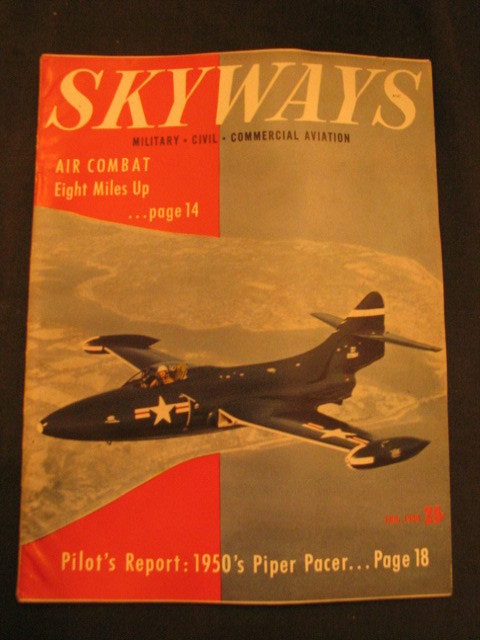 SKYWAYS
MILITARY • CIVIL • COMMERCIAL AVIATION
AIR COMBAT
Eight Miles Up
...page 14
25
Pilot's Report: 1950's Piper Pacer... Page 18